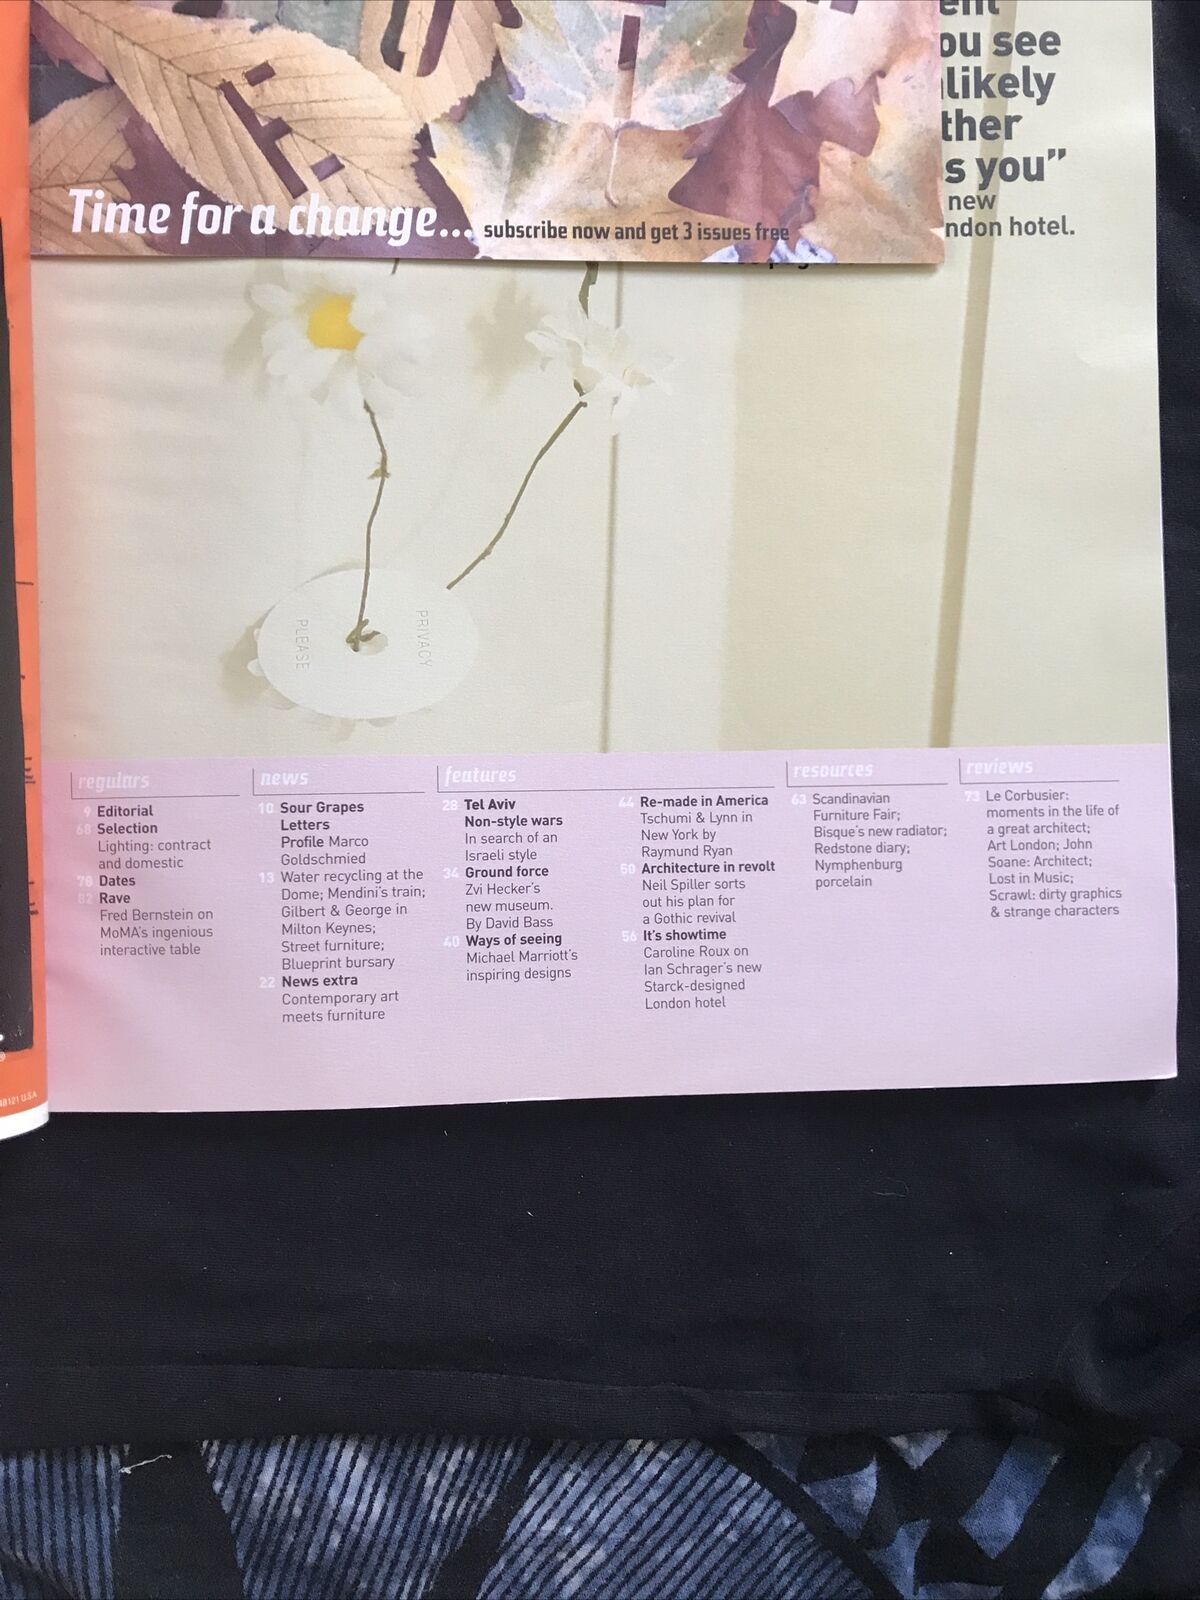 ent
ou see
likely
ther
s you”
new
ndon hotel.
Time for a change... subscribe now and get 3 issues free
PLEASE
PRIVACY
regulars
9 Editorial
68 Selection
Lighting: contract
and domestic
78 Dates
82 Rave
Fred Bernstein on
MoMA's ingenious
interactive table
news
10 Sour Grapes
Letters
Profile Marco
Goldschmied
13 Water recycling at the
Dome; Mendini's train;
Gilbert & George in
Milton Keynes;
Street furniture;
Blueprint bursary
22 News extra
Contemporary art
meets furniture
features
28 Tel Aviv
Non-style wars
In search of an
Israeli style
34 Ground force
Zvi Hecker's
new museum.
By David Bass
40 Ways of seeing
Michael Marriott's
inspiring designs
44 Re-made in America
Tschumi & Lynn in
New York by
Raymund Ryan
50 Architecture in revolt
Neil Spiller sorts
out his plan for
a Gothic revival
56 It's showtime
Caroline Roux on
Ian Schrager's new
Starck-designed
London hotel
resources
63 Scandinavian
Furniture Fair;
Bisque's new radiator;
Redstone diary;
Nymphenburg
porcelain
reviews
73 Le Corbusier:
moments in the life of
a great architect;
Art London; John
Soane: Architect;
Lost in Music;
Scrawl: dirty graphics
& strange characters
48121 USA